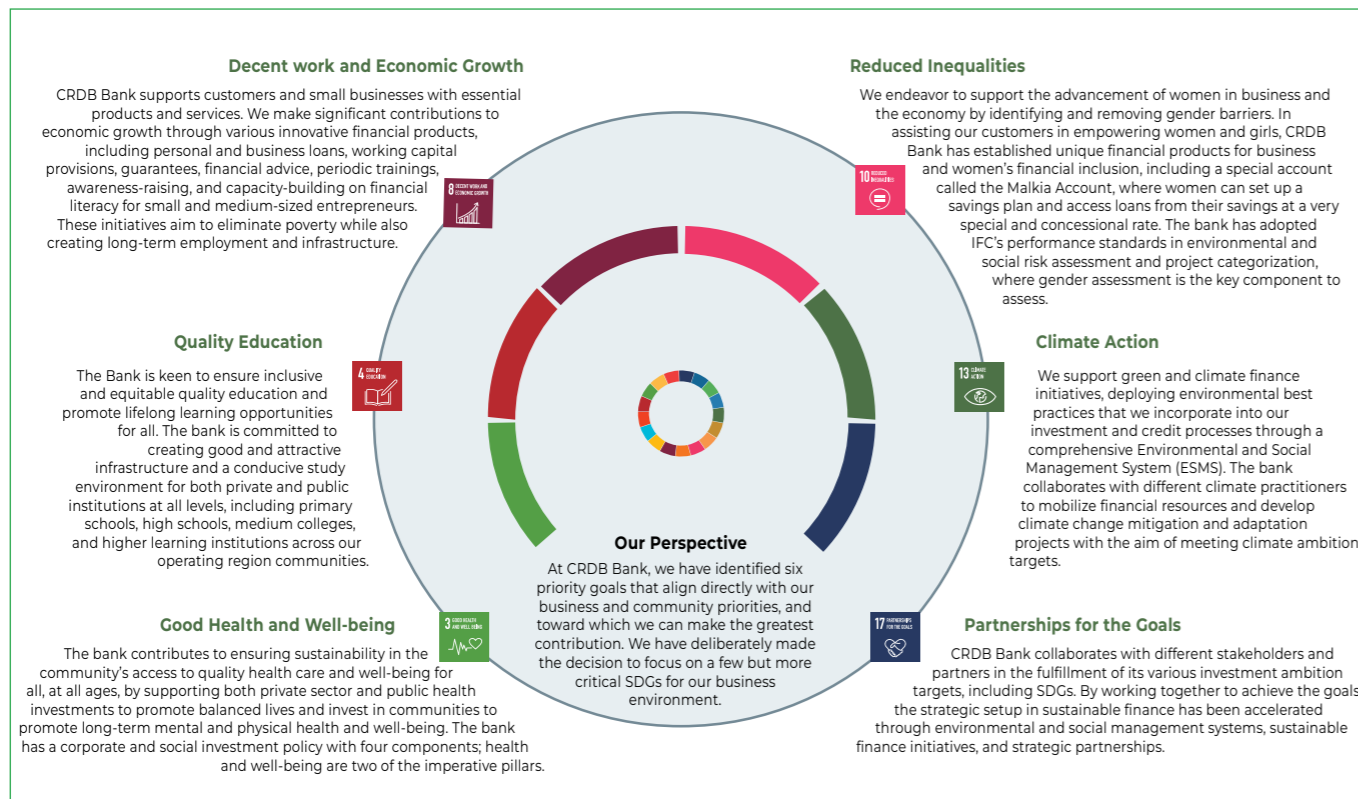 Decent work and Economic Growth
CRDB Bank supports customers and small businesses with essential
products and services. We make significant contributions to
economic growth through various innovative financial products,
including personal and business loans, working capital
provisions, guarantees, financial advice, periodic trainings,
awareness-raising, and capacity-building on financial
literacy for small and medium-sized entrepreneurs.
These initiatives aim to eliminate poverty while also
creating long-term employment and infrastructure.
8 DECENT WORK AND
ECONOMIC GROWTH
Quality Education
The Bank is keen to ensure inclusive
and equitable quality education and
promote lifelong learning opportunities
for all. The bank is committed to
creating good and attractive
infrastructure and a conducive study
environment for both private and public
institutions at all levels, including primary
schools, high schools, medium colleges,
and higher learning institutions across our
operating region communities.
4 QUALITY
EDUCATION
Good Health and Well-being
The bank contributes to ensuring sustainability in the
community's access to quality health care and well-being for
all, at all ages, by supporting both private sector and public health
investments to promote balanced lives and invest in communities to
promote long-term mental and physical health and well-being. The bank
has a corporate and social investment policy with four components; health
and well-being are two of the imperative pillars.
3 GOOD HEALTH
AND WELL BEING
Our Perspective
At CRDB Bank, we have identified six
priority goals that align directly with our
business and community priorities, and
toward which we can make the greatest
contribution. We have deliberately made
the decision to focus on a few but more
critical SDGs for our business
environment.
Reduced Inequalities
We endeavor to support the advancement of women in business and
the economy by identifying and removing gender barriers. In
assisting our customers in empowering women and girls, CRDB
Bank has established unique financial products for business
and women's financial inclusion, including a special account
called the Malkia Account, where women can set up a
savings plan and access loans from their savings at a very
special and concessional rate. The bank has adopted
IFC's performance standards in environmental and
social risk assessment and project categorization,
where gender assessment is the key component to
assess.
10 REDUCED
INEQUALITIES
Climate Action
We support green and climate finance
initiatives, deploying environmental best
practices that we incorporate into our
investment and credit processes through a
comprehensive Environmental and Social
Management System (ESMS). The bank
collaborates with different climate practitioners
to mobilize financial resources and develop
climate change mitigation and adaptation
projects with the aim of meeting climate ambition
targets.
13 CLIMATE
ACTION
Partnerships for the Goals
CRDB Bank collaborates with different stakeholders and
partners in the fulfillment of its various investment ambition
targets, including SDGs. By working together to achieve the goals
the strategic setup in sustainable finance has been accelerated
through environmental and social management systems, sustainable
finance initiatives, and strategic partnerships.
17 PARTNERSHIPS
FOR THE GOALS